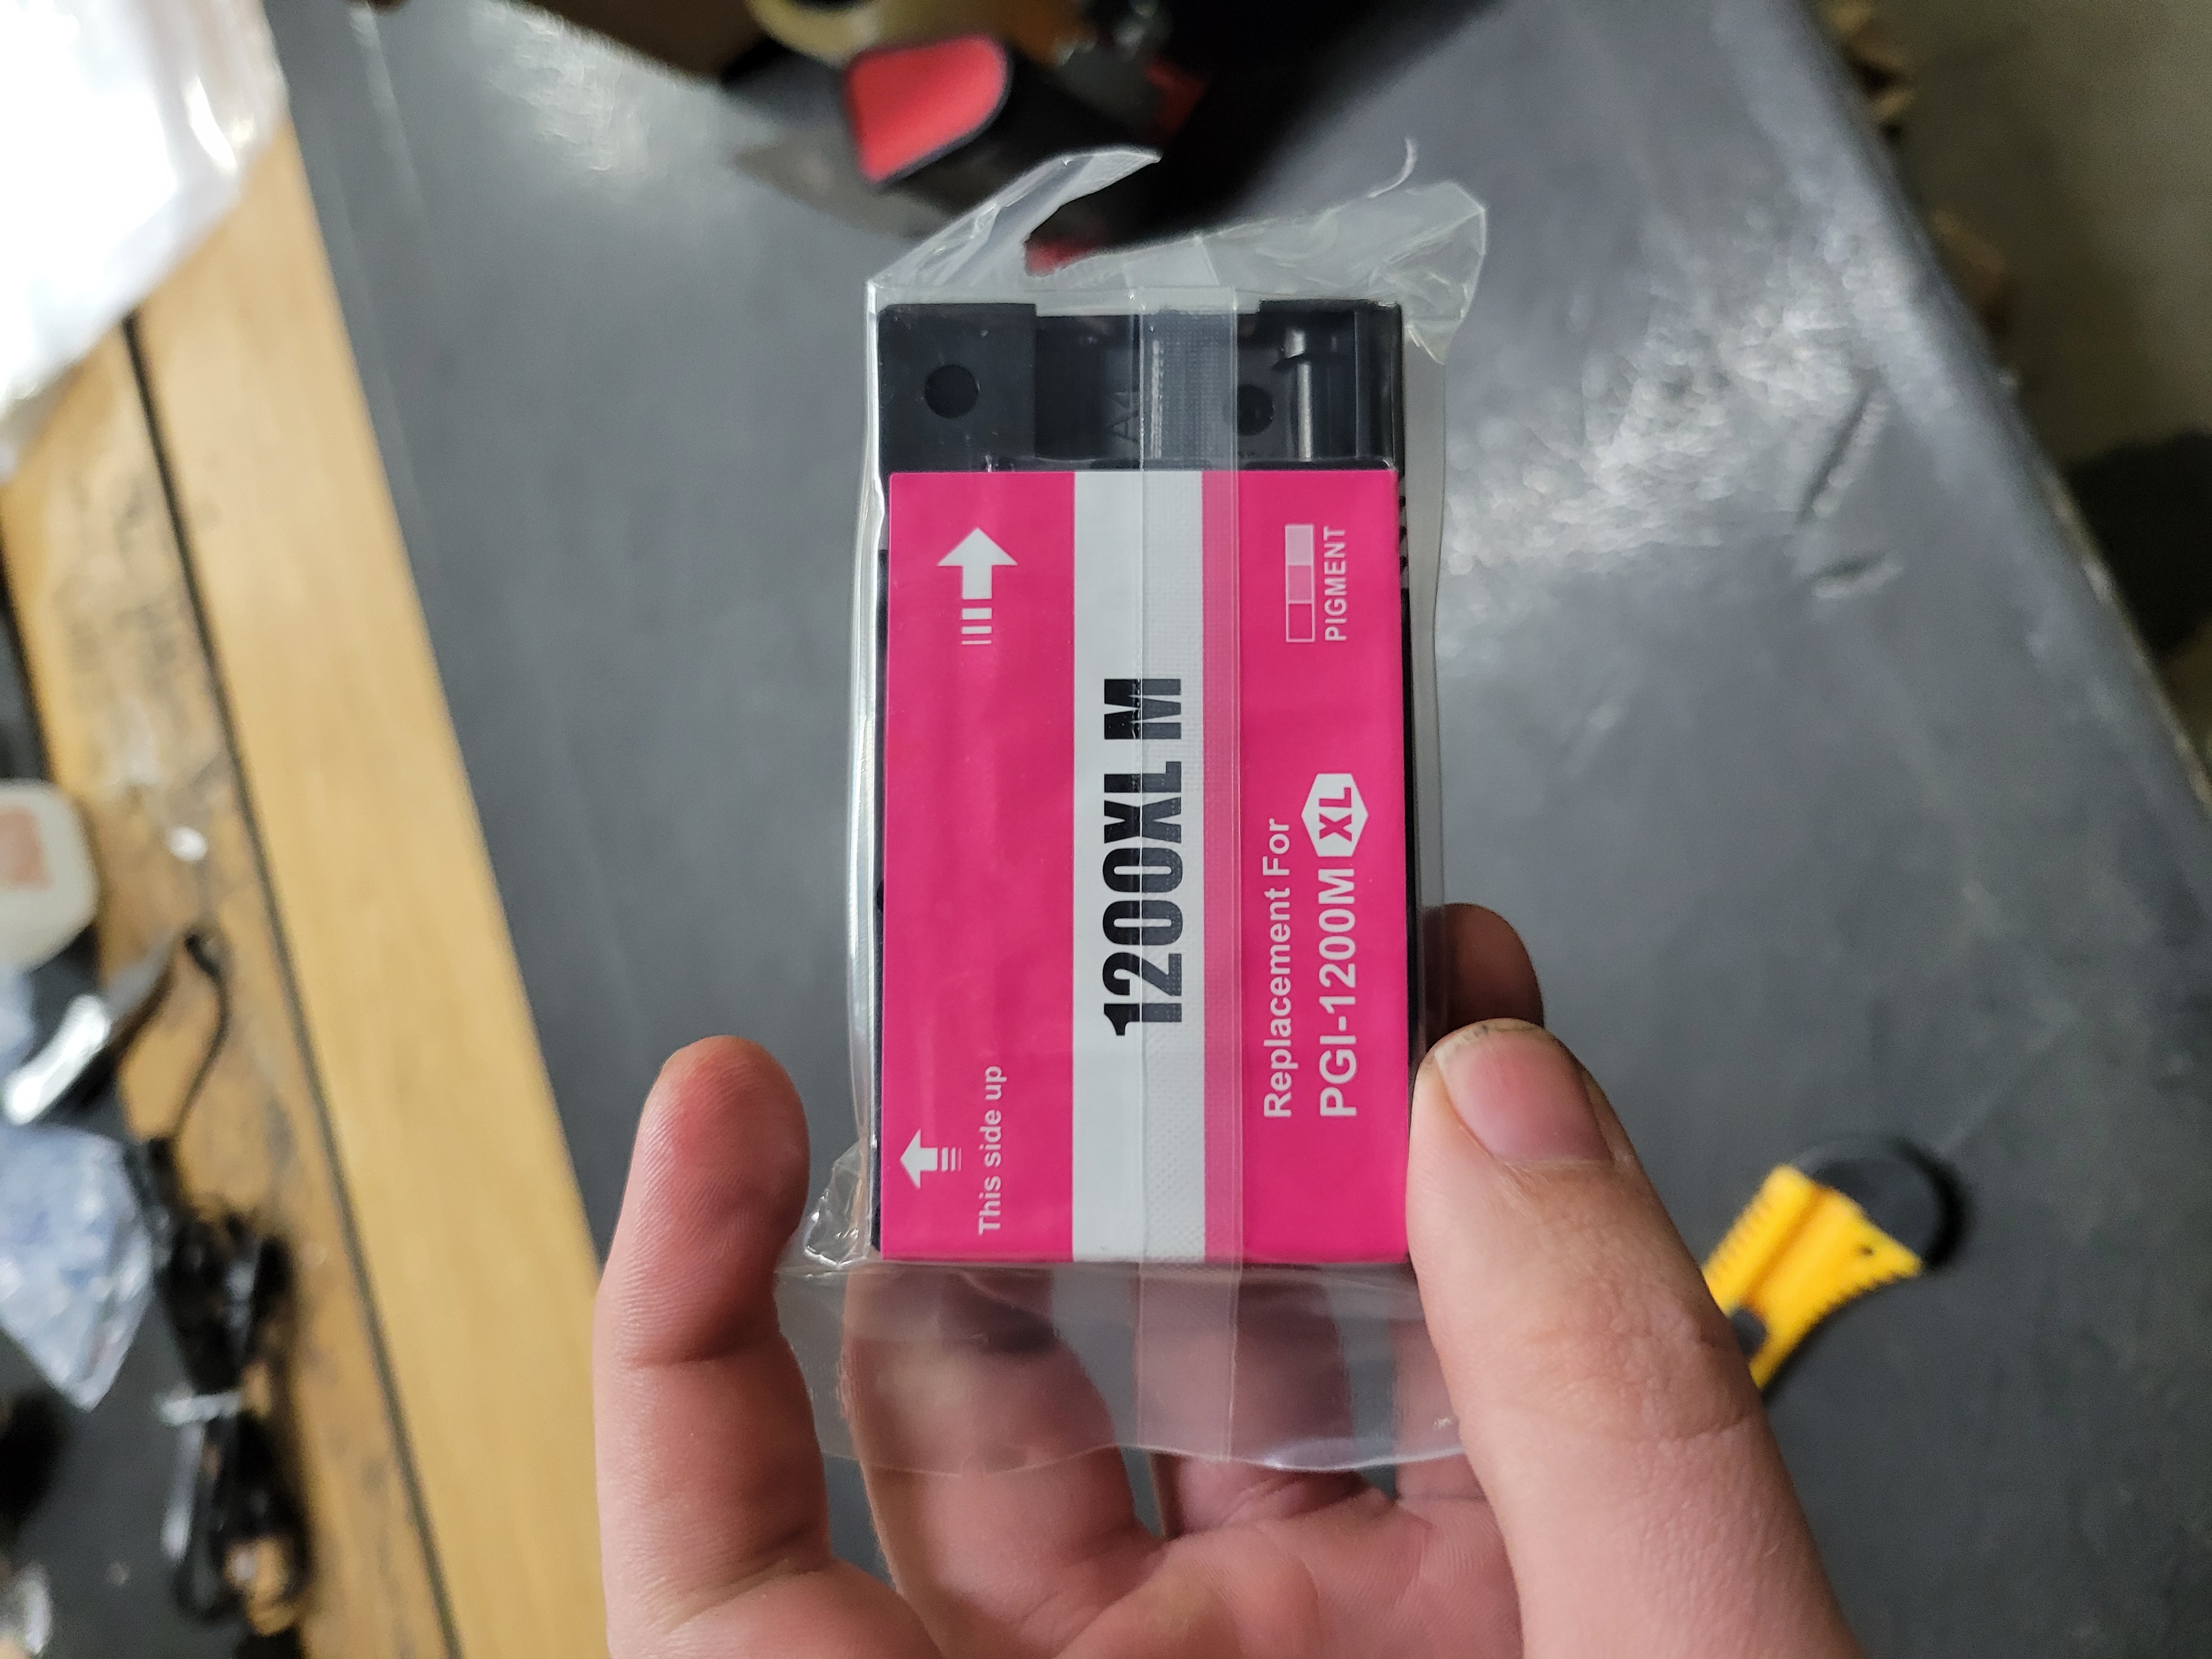 This side up
1200XL M
Replacement For
PGI-1200M XL
PIGMENT